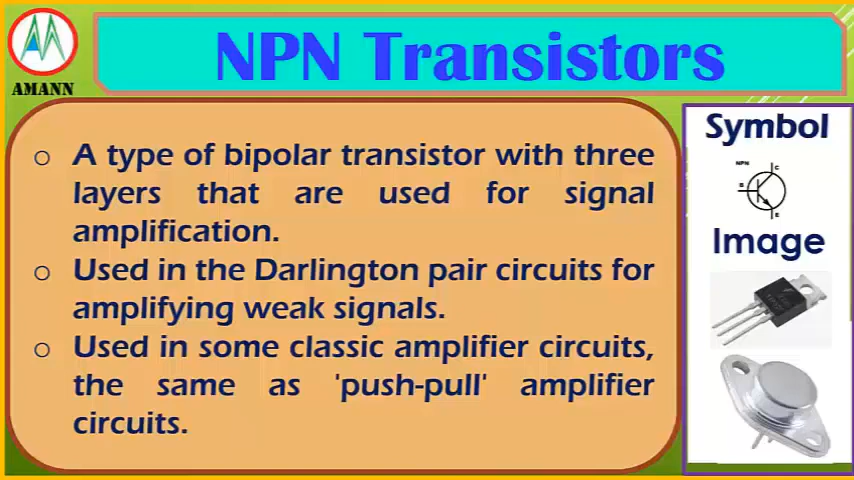 AMANN
NPN Transistors
○ A type of bipolar transistor with three
layers that are used for signal
amplification.
○ Used in the Darlington pair circuits for
amplifying weak signals.
○ Used in some classic amplifier circuits,
the same as 'push-pull' amplifier
circuits.
Symbol
NPN
C
B
E
Image